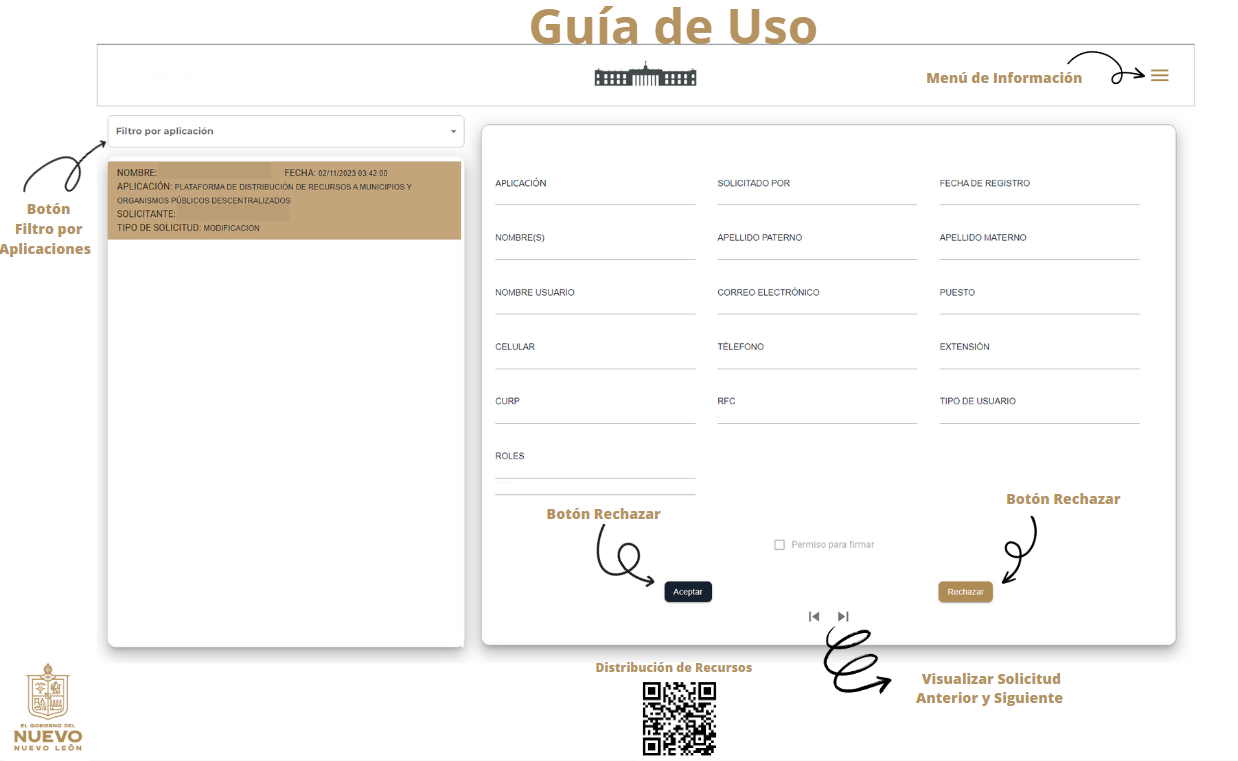 Guía de Uso
Menú de Información
Filtro por aplicación
Botón
Filtro por
Aplicaciones
NOMBRE: FECHA: 02/11/2023 03:42:00
APLICACIÓN: PLATAFORMA DE DISTRIBUCIÓN DE RECURSOS A MUNICIPIOS Y
ORGANISMOS PÚBLICOS DESCENTRALIZADOS
SOLICITANTE:
TIPO DE SOLICITUD: MODIFICACION
APLICACIÓN SOLICITADO POR FECHA DE REGISTRO
NOMBRE(S) APELLIDO PATERNO APELLIDO MATERNO
NOMBRE USUARIO CORREO ELECTRÓNICO PUESTO
CELULAR TÉLEFONO EXTENSIÓN
CURP RFC TIPO DE USUARIO
ROLES
Botón Rechazar
Botón Rechazar
Permiso para firmar
Aceptar
Rechazar
Distribución de Recursos
Visualizar Solicitud
Anterior y Siguiente
EL GOBIERNO DEL
NUEVO
NUEVO LEÓN